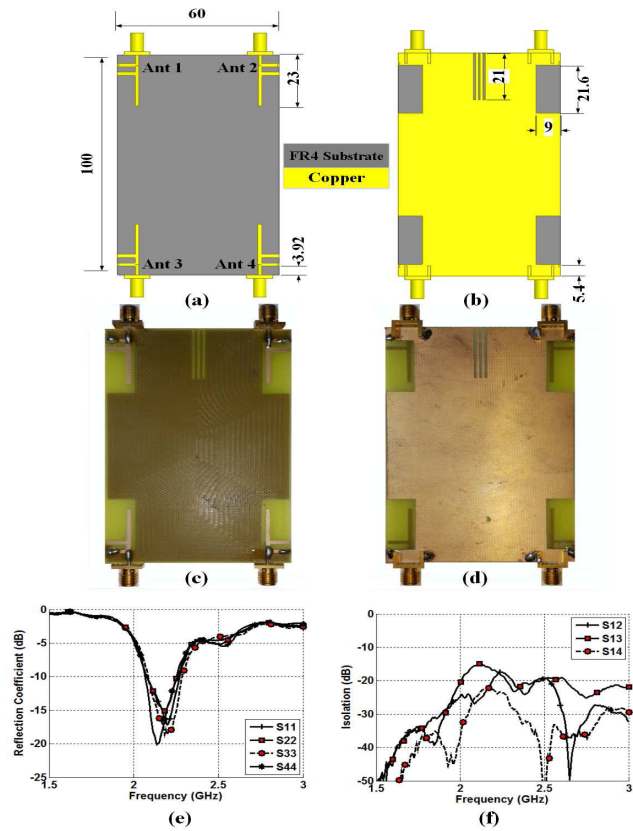 60
Ant 1
Ant 2
23
100
Ant 3
Ant 4
3.92
(a)
FR4 Substrate
Copper
21
21.6
9
5.4
(b)
(c)
(d)
Reflection Coefficient (dB)
0
-5
-10
-15
-20
-25
1.5
2
2.5
3
Frequency (GHz)
S11
S22
S33
S44
(e)
Isolation (dB)
0
-10
-20
-30
-40
-50
1.5
2
2.5
3
Frequency (GHz)
S12
S13
S14
(f)